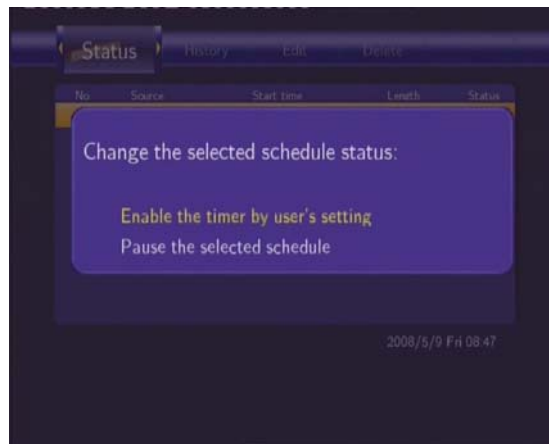 Status History Edit Delete
No Source Start time Length Status
Change the selected schedule status:
Enable the timer by user's setting
Pause the selected schedule
2008/5/9 Fri 08:47